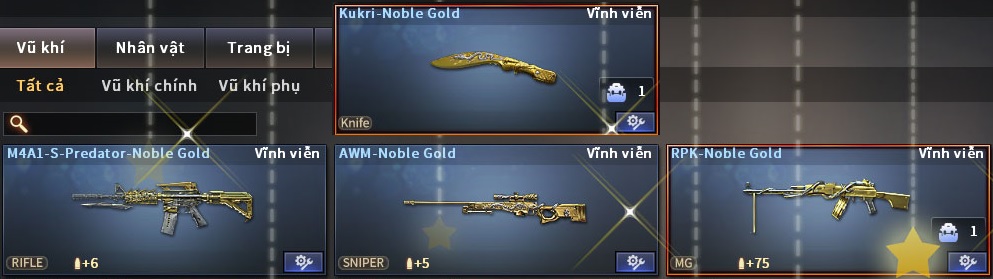 Kukri-Noble Gold Vĩnh viễn
Vũ khí Nhân vật Trang bị
Tất cả Vũ khí chính Vũ khí phụ
1
Knife
M4A1-S-Predator-Noble Gold Vĩnh viễn
AWM-Noble Gold Vĩnh viễn
RPK-Noble Gold Vĩnh viễn
1
RIFLE +6
SNIPER +5
MG +75